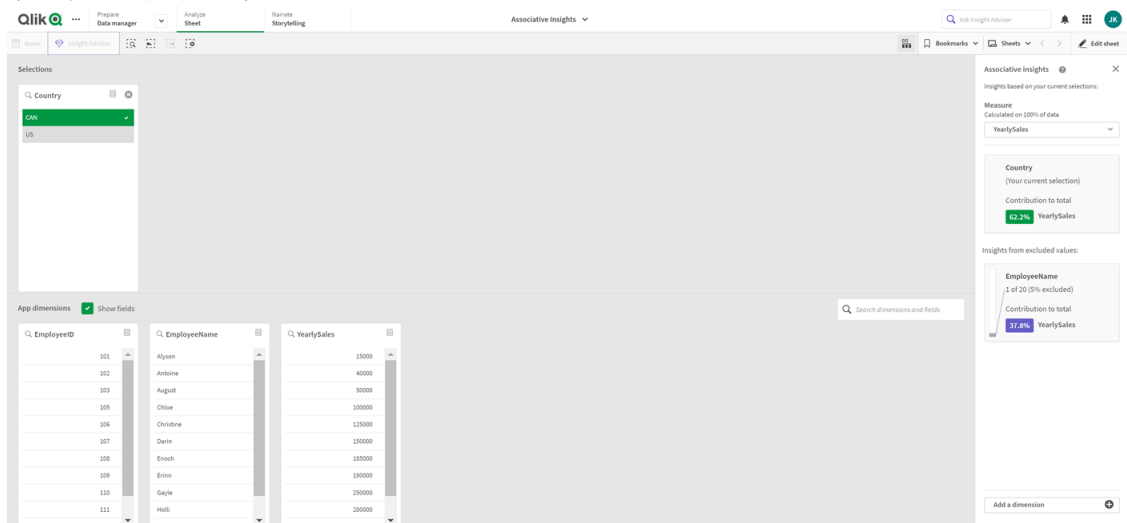 Qlik
Prepare
Data manager
Analyze
Sheet
Narrate
Storytelling
Associative Insights
Ask Insight Advisor
JK
Notes
Insight Advisor
Bookmarks
Sheets
Edit sheet
Selections
Country
CAN
US
App dimensions
Show fields
Search dimensions and fields
EmployeeID
101
102
103
105
106
107
108
109
110
111
EmployeeName
Alyson
Antoine
August
Chloe
Christine
Darin
Enoch
Erinn
Gayle
Holli
YearlySales
15000
40000
50000
100000
125000
150000
185000
190000
250000
280000
Associative insights
Insights based on your current selections:
Measure
Calculated on 100% of data
YearlySales
Country
(Your current selection)
Contribution to total
62.2% YearlySales
Insights from excluded values:
EmployeeName
1 of 20 (5% excluded)
Contribution to total
37.8% YearlySales
Add a dimension